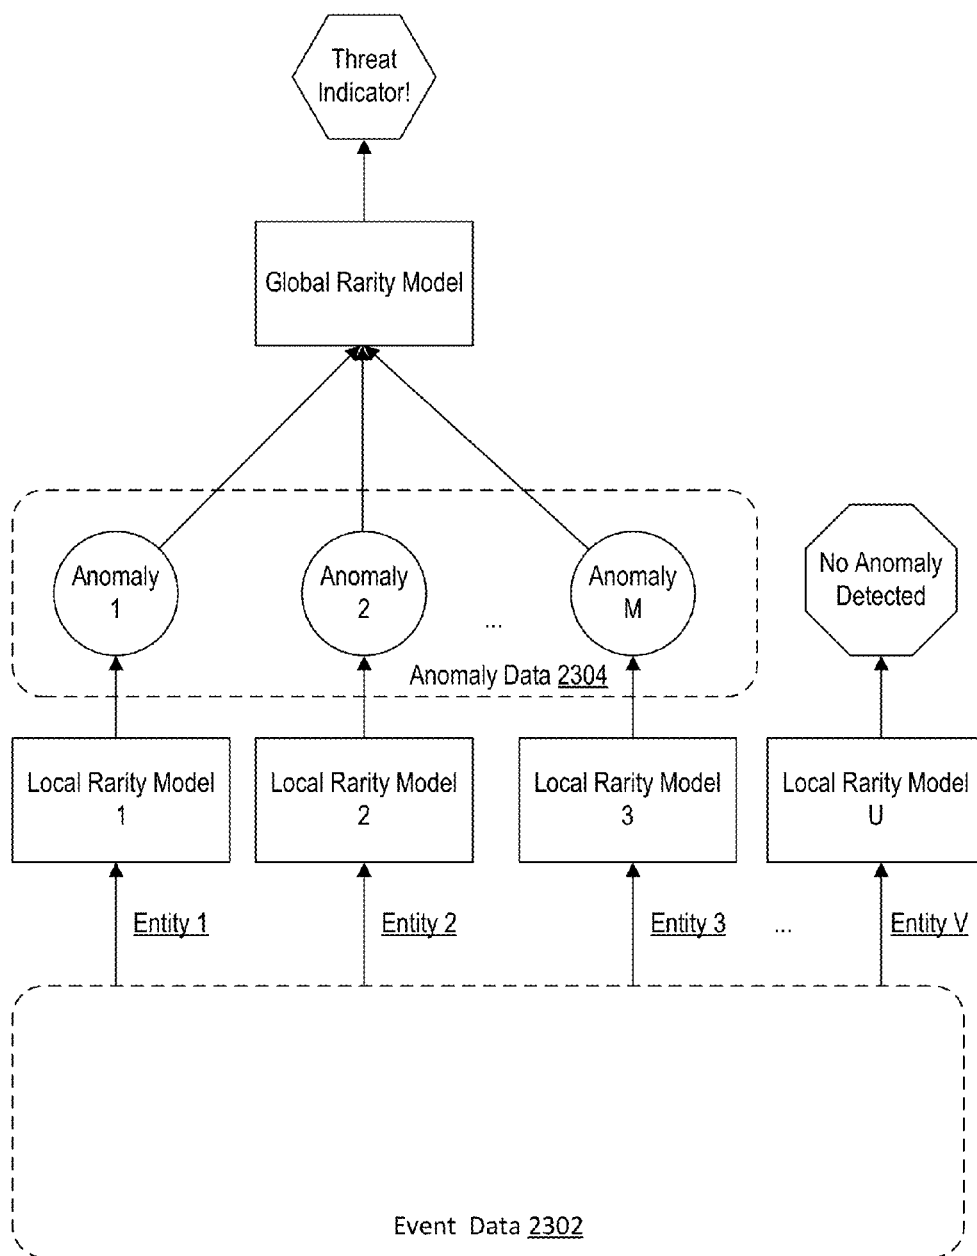 Threat
Indicator!
Global Rarity Model
Anomaly
1
Anomaly
2
...
Anomaly
M
No Anomaly
Detected
Anomaly Data 2304
Local Rarity Model
1
Local Rarity Model
2
Local Rarity Model
3
Local Rarity Model
U
Entity 1
Entity 2
Entity 3
...
Entity V
Event Data 2302